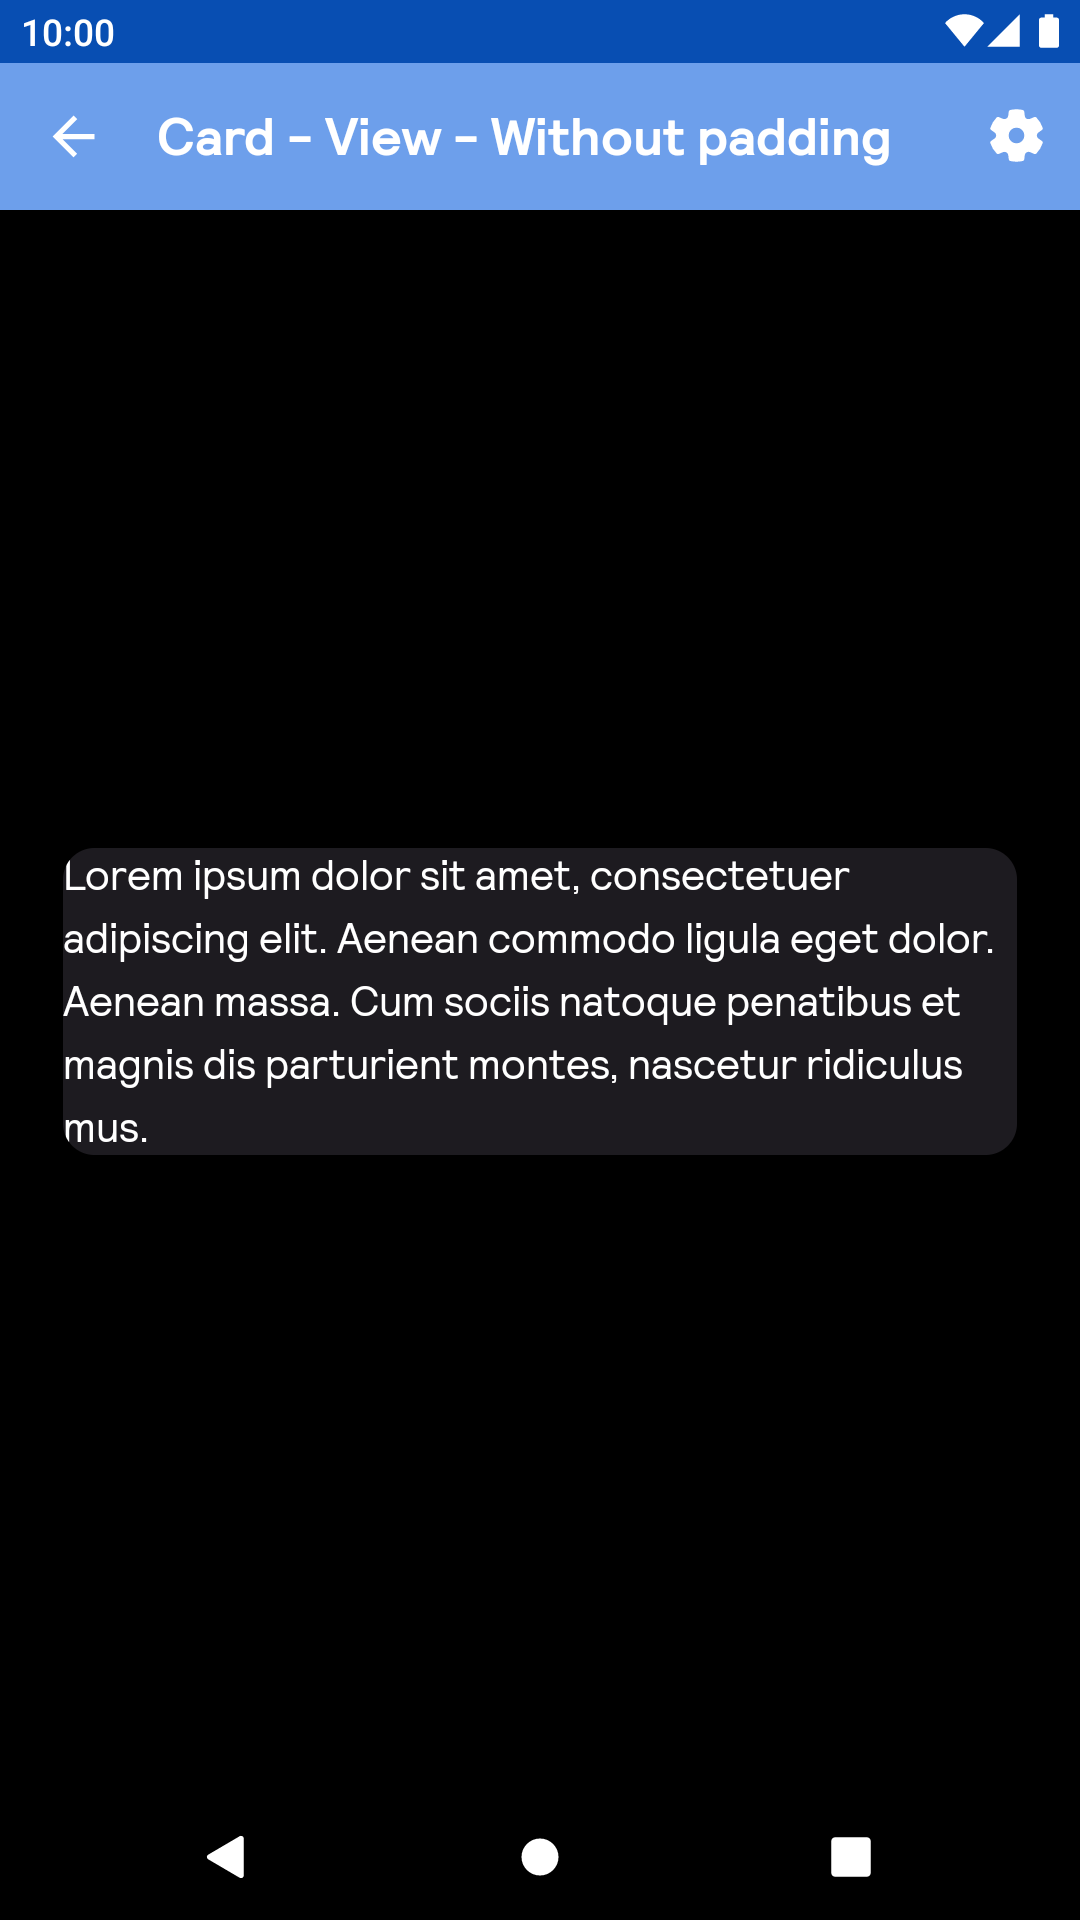 10:00
Card - View - Without padding
Lorem ipsum dolor sit amet, consectetuer
adipiscing elit. Aenean commodo ligula eget dolor.
Aenean massa. Cum sociis natoque penatibus et
magnis dis parturient montes, nascetur ridiculus
mus.